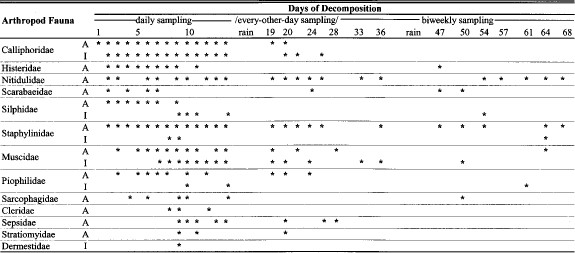 Days of Decomposition
Arthropod Fauna daily sampling /every-other-day sampling/ biweekly sampling
1 5 10 rain 19 20 22 24 26 28 33 36 rain 47 50 54 57 61 64 68
Calliphoridae A * * * * * * * * * * * * * * * *
I * * * * * * * * * * * * * * * *
Histeridae A * * * * * * * * * *
Nitidulidae A * * * * * * * * * * * * * * * * * * * * * *
Scarabaeidae A * * * * * * *
Silphidae A * * * * * * *
I * * * * *
Staphylinidae A * * * * * * * * * * * * * * * * * * * * * * * *
I * * *
Muscidae A * * * * * * * * * * * * * *
I * * * * * * * * * * * * * *
Piophilidae A * * * * * * * * * *
I * * *
Sarcophagidae A * * * * * *
Cleridae A * * *
Sepsidae A * * * * * * * *
Stratiomyidae A * * *
Dermestidae I *